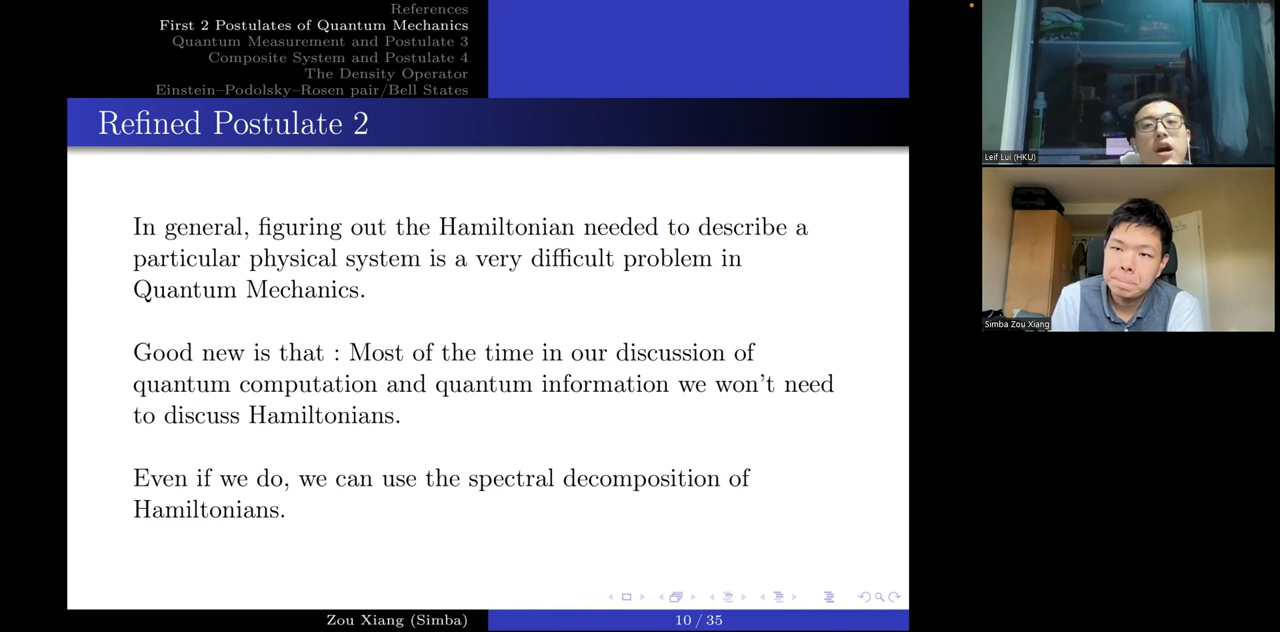 References
First 2 Postulates of Quantum Mechanics
Quantum Measurement and Postulate 3
Composite System and Postulate 4
The Density Operator
Einstein–Podolsky–Rosen pair/Bell States
Refined Postulate 2
In general, figuring out the Hamiltonian needed to describe a
particular physical system is a very difficult problem in
Quantum Mechanics.
Good new is that : Most of the time in our discussion of
quantum computation and quantum information we won't need
to discuss Hamiltonians.
Even if we do, we can use the spectral decomposition of
Hamiltonians.
Zou Xiang (Simba)
10 / 35
Leif Lui (HKU)
Simba Zou Xiang